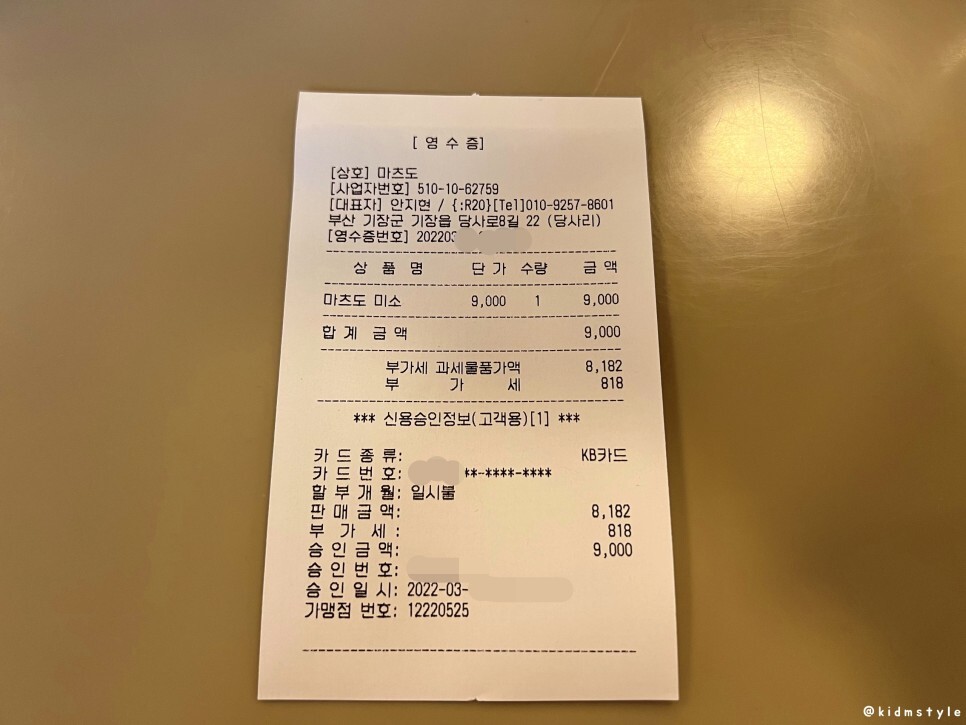 [ 영 수 증]
[상호] 마츠도
[사업자번호] 510-10-62759
[대표자] 안지현 / {:R20}[Tel]010-9257-8601
부산 기장군 기장읍 당사로8길 22 (당사리)
[영수증번호] 202203
상 품 명 단 가 수량 금 액
마츠도 미소 9,000 1 9,000
합 계 금 액 9,000
부가세 과세물품가액 8,182
부 가 세 818
*** 신용승인정보(고객용)[1] ***
카 드 종 류: KB카드
카 드 번 호: **-****-****
할 부 개 월: 일시불
판 매 금 액: 8,182
부 가 세 : 818
승 인 금 액: 9,000
승 인 번 호:
승 인 일 시: 2022-03-
가맹점 번호: 12220525
@kidmstyle